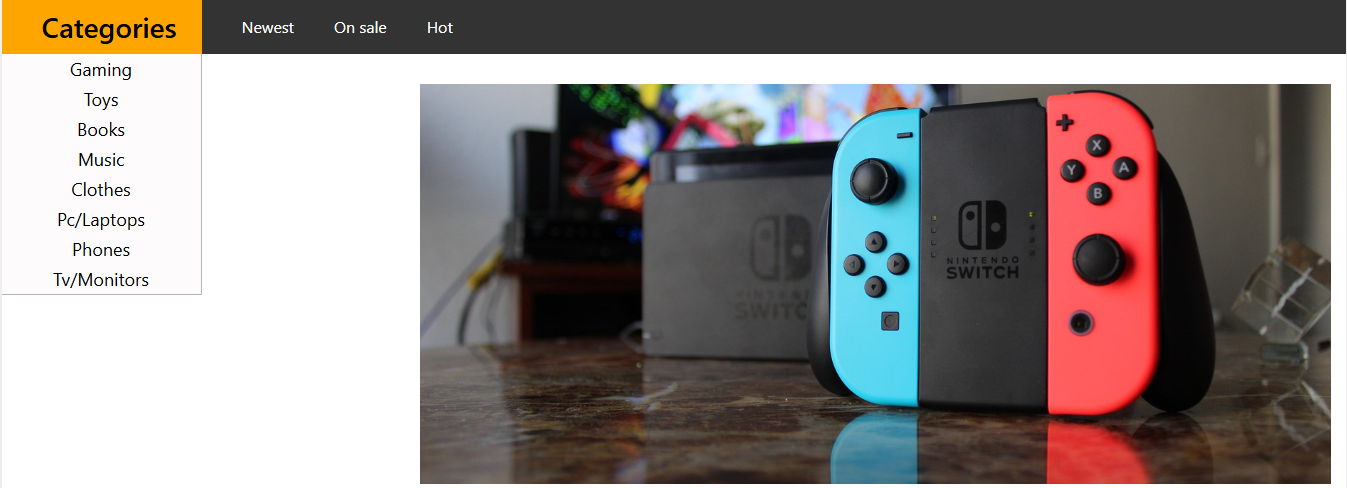 Categories
Newest
On sale
Hot
Gaming
Toys
Books
Music
Clothes
Pc/Laptops
Phones
Tv/Monitors
X
Y
A
B
NINTENDO
SWITCH
NINTENDO
SWITCH